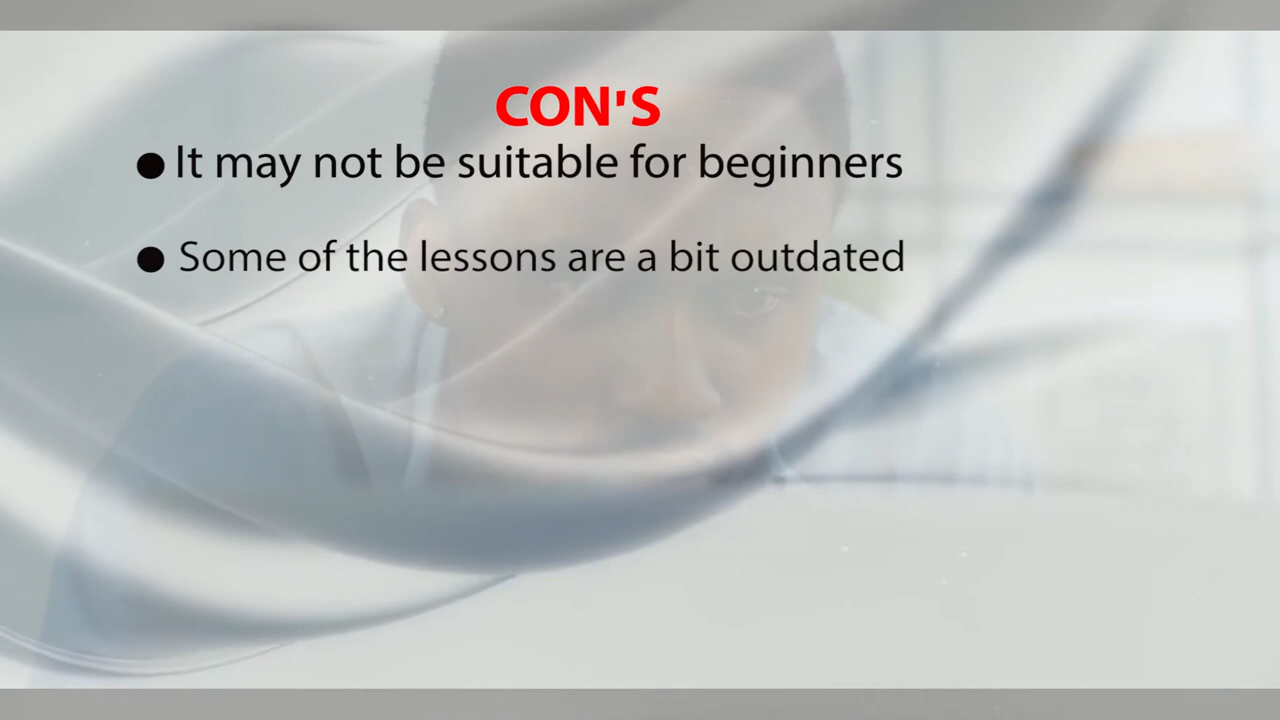 CON'S
● It may not be suitable for beginners
● Some of the lessons are a bit outdated